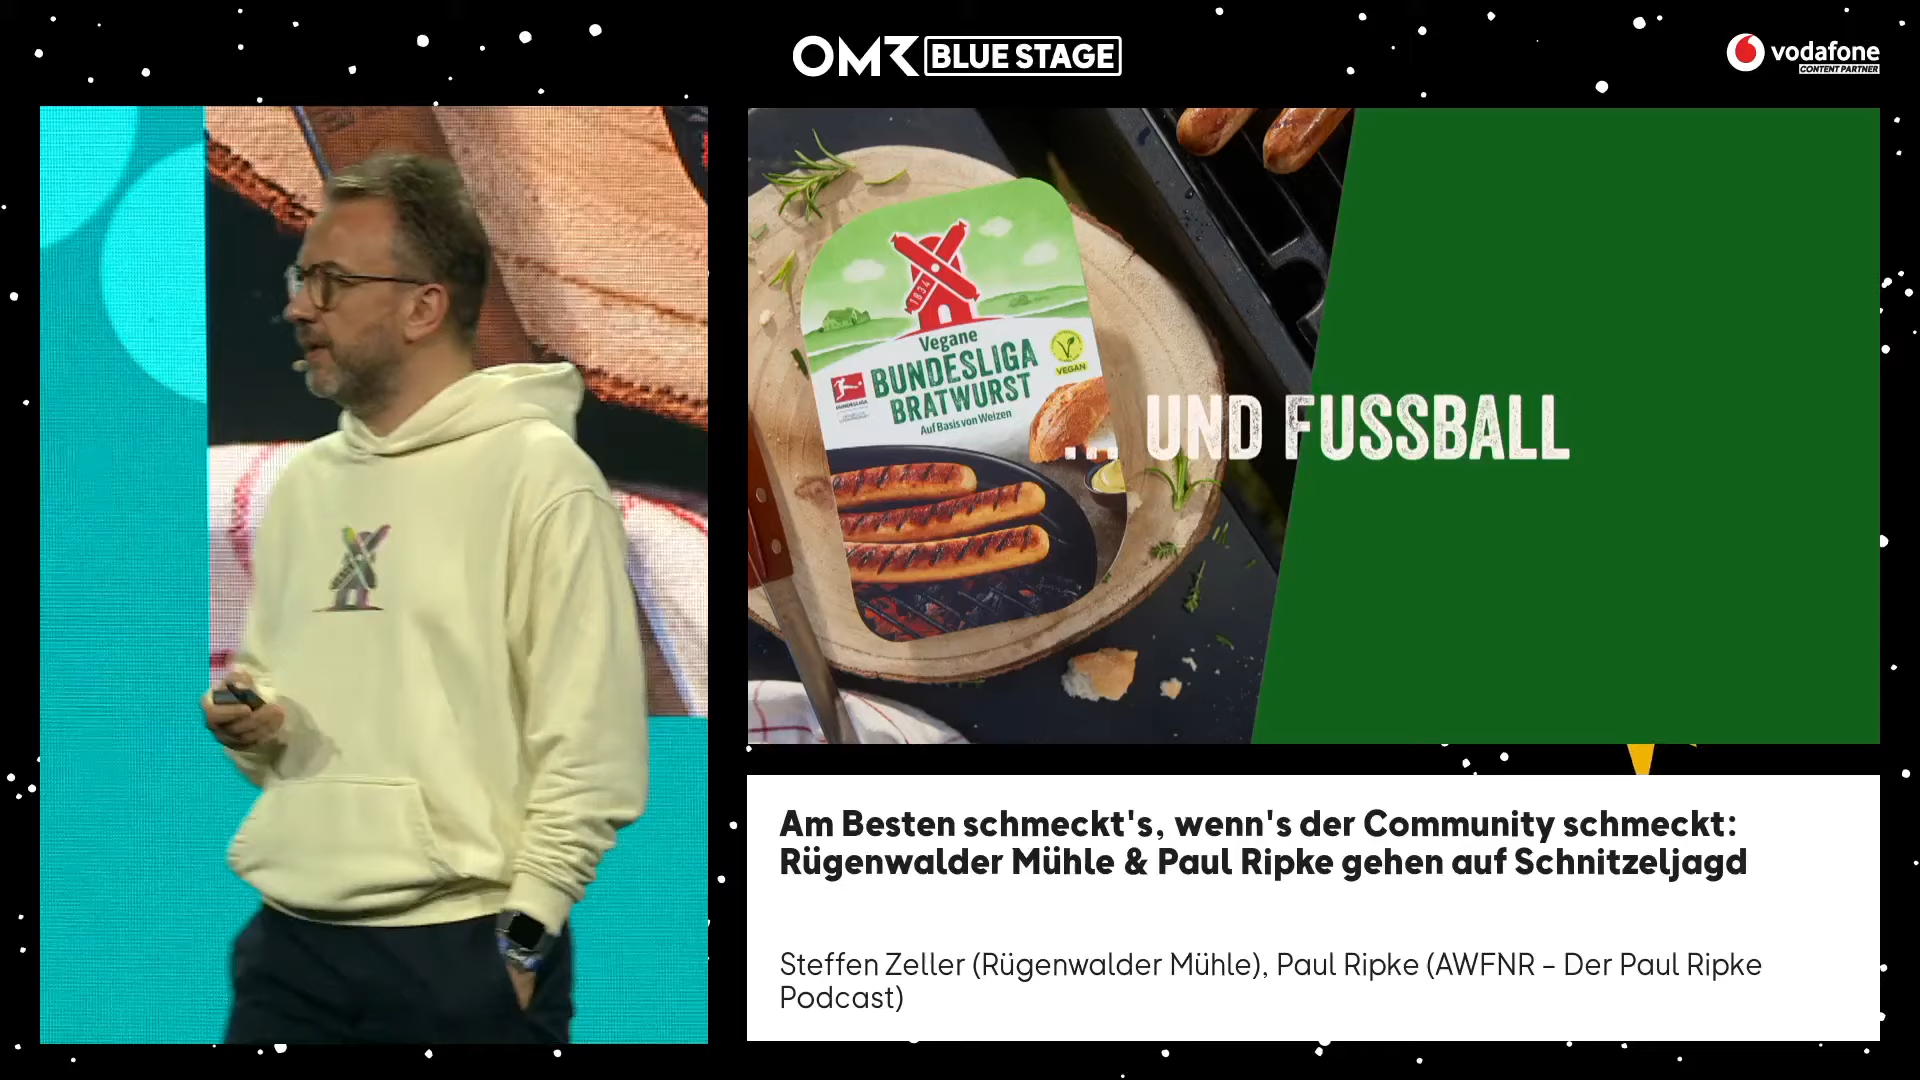 OMR BLUE STAGE
vodafone
CONTENT PARTNER
1834
Vegane
BUNDESLIGA
BRATWURST
Auf Basis von Weizen
VEGAN
BUNDESLIGA
... UND FUSSBALL
Am Besten schmeckt's, wenn's der Community schmeckt:
Rügenwalder Mühle & Paul Ripke gehen auf Schnitzeljagd
Steffen Zeller (Rügenwalder Mühle), Paul Ripke (AWFNR – Der Paul Ripke
Podcast)